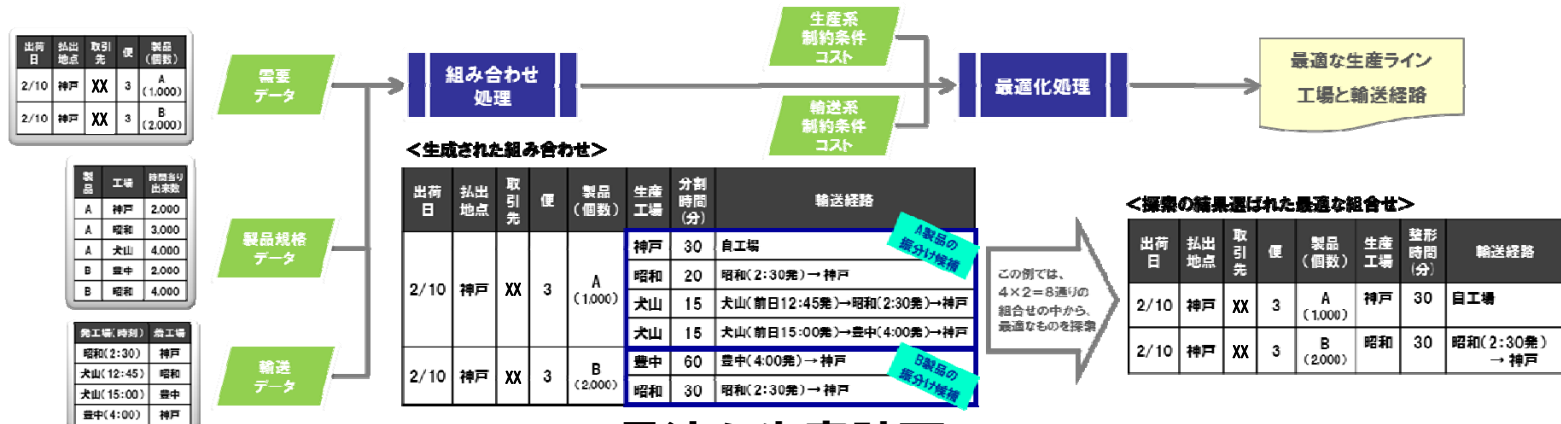 出荷日 払出地点 取引先 便 製品(個数)
2/10 神戸 XX 3 A (1,000)
2/10 神戸 XX 3 B (2,000)
製品 工場 時間当り出来数
A 神戸 2,000
A 昭和 3,000
A 犬山 4,000
B 豊中 2,000
B 昭和 4,000
発工場(時刻) 着工場
昭和(2:30) 神戸
犬山(12:45) 昭和
犬山(15:00) 豊中
豊中(4:00) 神戸
需要
データ
製品規格
データ
輸送
データ
組み合わせ
処理
生産系
制約条件
コスト
輸送系
制約条件
コスト
最適化処理
最適な生産ライン
工場と輸送経路
<生成された組み合わせ>
出荷日 払出地点 取引先 便 製品(個数) 生産工場 分割時間(分) 輸送経路
2/10 神戸 XX 3 A (1,000) 神戸 30 自工場
昭和 20 昭和(2:30発)→神戸
犬山 15 犬山(前日12:45発)→昭和(2:30発)→神戸
犬山 15 犬山(前日15:00発)→豊中(4:00発)→神戸
2/10 神戸 XX 3 B (2,000) 豊中 60 豊中(4:00発)→神戸
昭和 30 昭和(2:30発)→神戸
A製品の
振分け候補
B製品の
振分け候補
この例では、
4×2=8通りの
組合せの中から、
最適なものを探索
<探索の結果選ばれた最適な組合せ>
出荷日 払出地点 取引先 便 製品(個数) 生産工場 整形時間(分) 輸送経路
2/10 神戸 XX 3 A (1,000) 神戸 30 自工場
2/10 神戸 XX 3 B (2,000) 昭和 30 昭和(2:30発)
→神戸